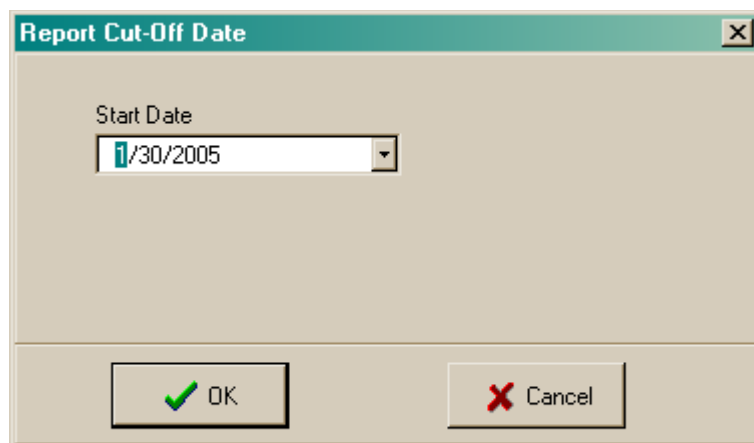 Report Cut-Off Date
Start Date
1/30/2005
OK
Cancel